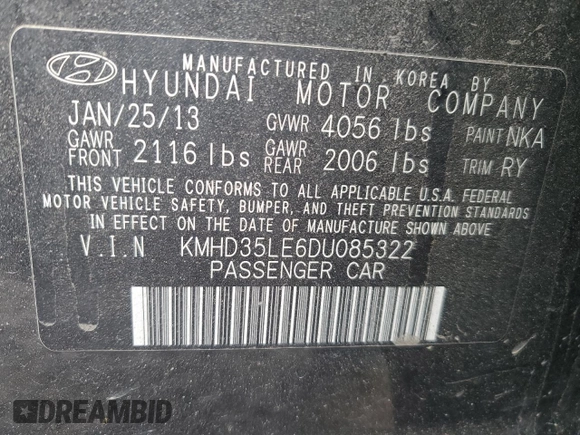 MANUFACTURED IN KOREA BY
HYUNDAI MOTOR COMPANY
JAN/25/13 GVWR 4056 lbs PAINT NKA
GAWR FRONT 2116 lbs GAWR REAR 2006 lbs TRIM RY
THIS VEHICLE CONFORMS TO ALL APPLICABLE U.S.A. FEDERAL
MOTOR VEHICLE SAFETY, BUMPER, AND THEFT PREVENTION STANDARDS
IN EFFECT ON THE DATE OF MANUFACTURE SHOWN ABOVE
V.I.N KMHD35LE6DU085322
PASSENGER CAR
DREAMBID